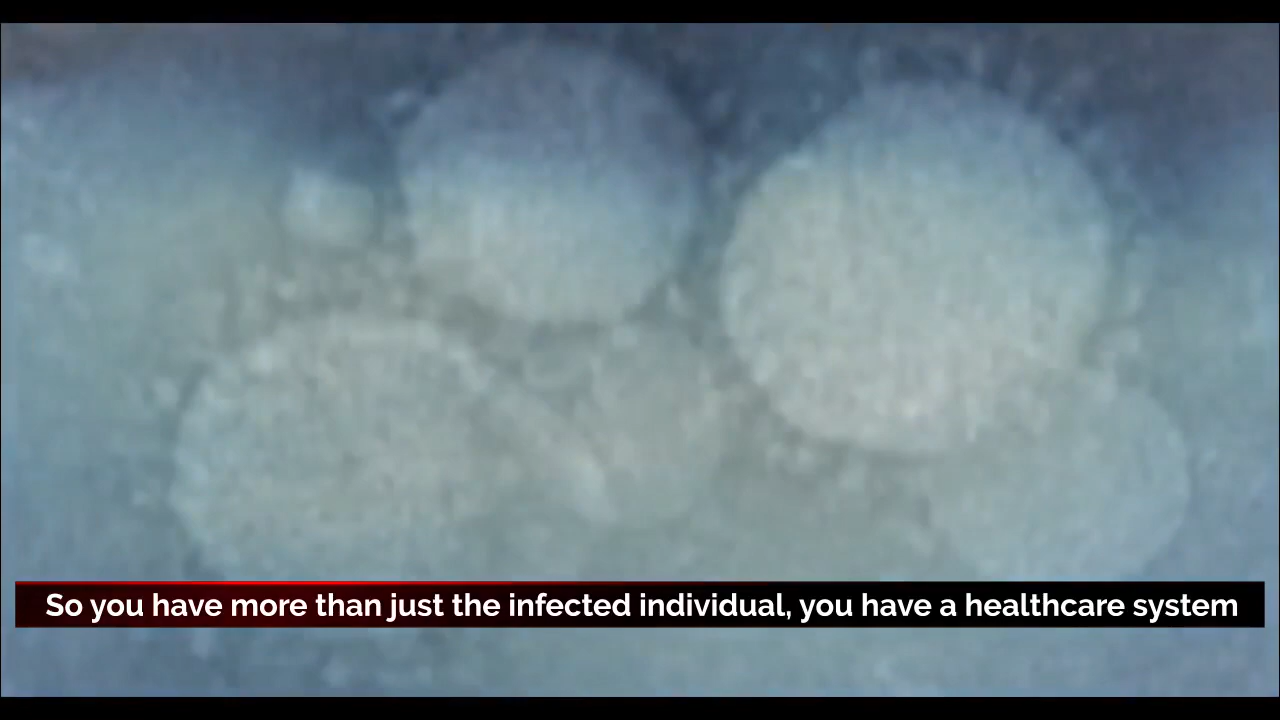 So you have more than just the infected individual, you have a healthcare system